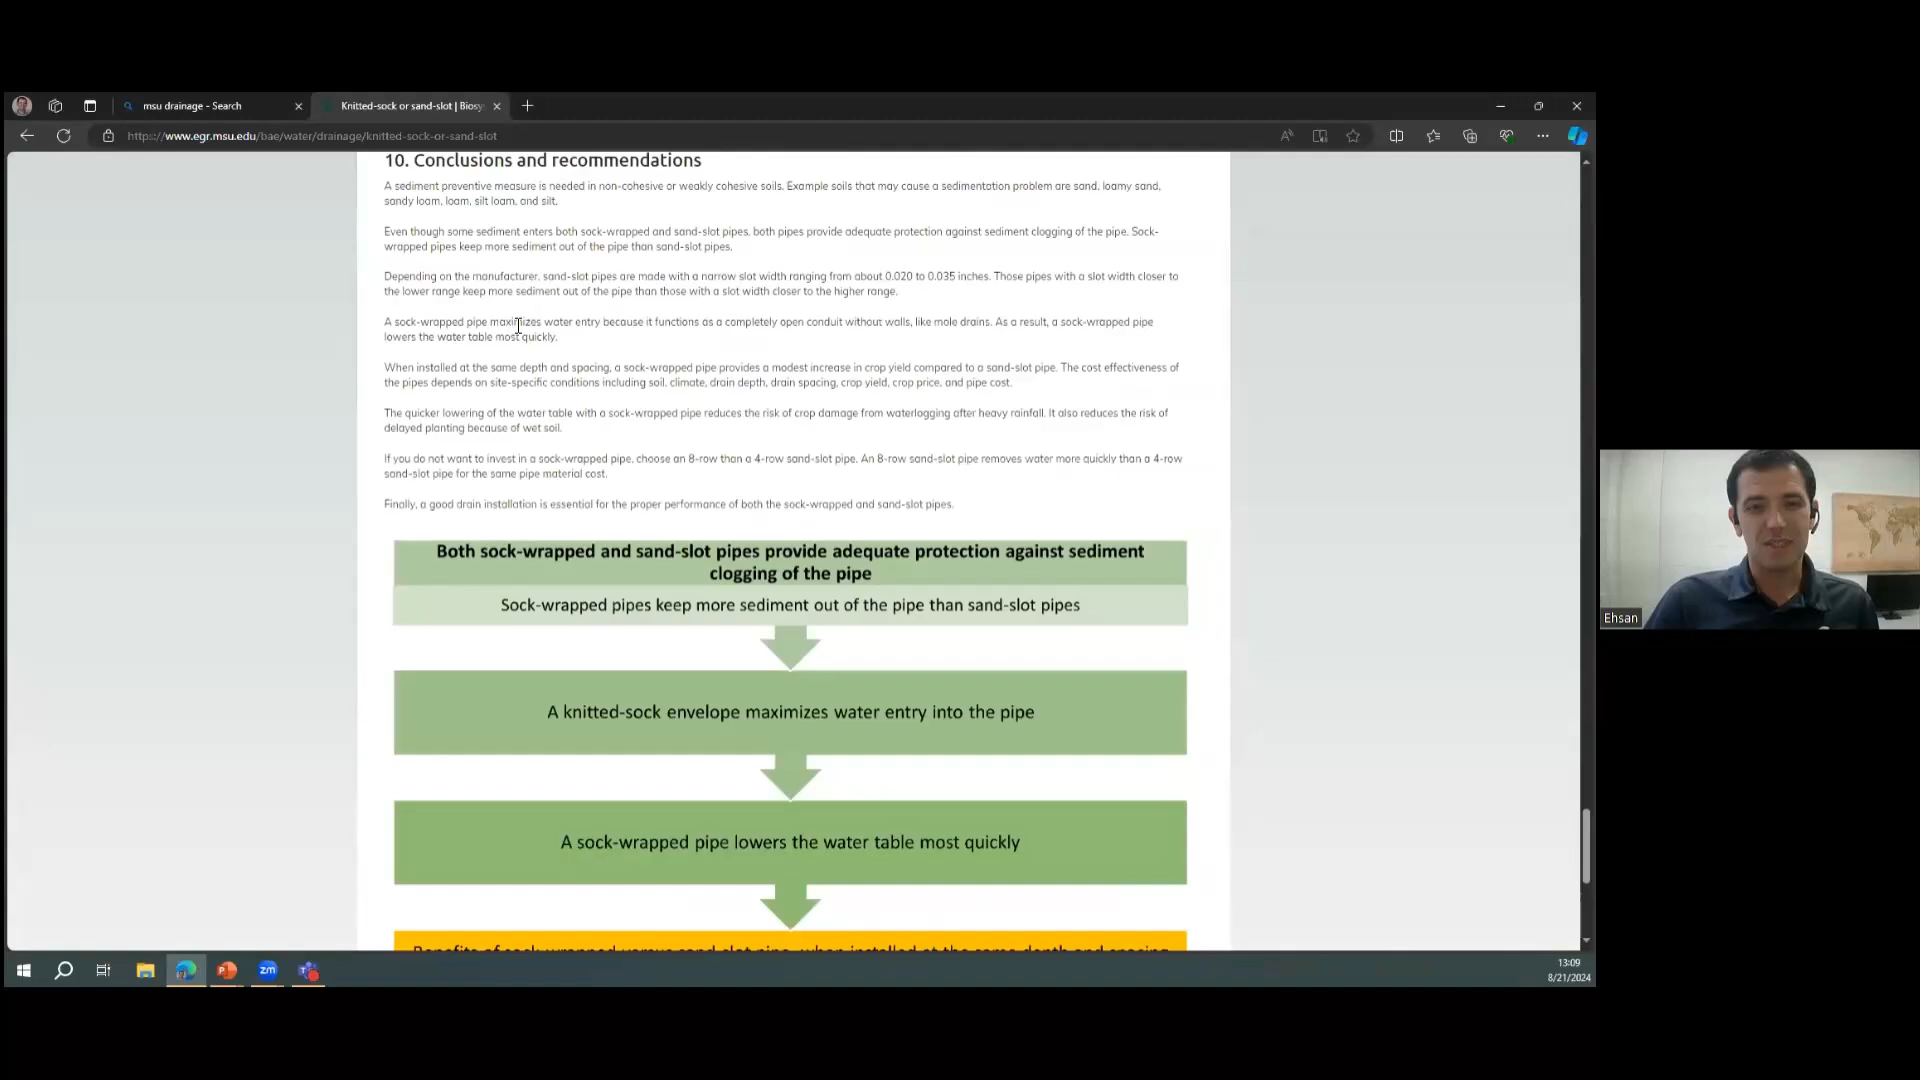 msu drainage - Search
Knitted-sock or sand-slot | Biosy
https://www.egr.msu.edu/bae/water/drainage/knitted-sock-or-sand-slot
10. Conclusions and recommendations
A sediment preventive measure is needed in non-cohesive or weakly cohesive soils. Example soils that may cause a sedimentation problem are sand, loamy sand,
sandy loam, loam, silt loam, and silt.
Even though some sediment enters both sock-wrapped and sand-slot pipes, both pipes provide adequate protection against sediment clogging of the pipe. Sock-
wrapped pipes keep more sediment out of the pipe than sand-slot pipes.
Depending on the manufacturer, sand-slot pipes are made with a narrow slot width ranging from about 0.020 to 0.035 inches. Those pipes with a slot width closer to
the lower range keep more sediment out of the pipe than those with a slot width closer to the higher range.
A sock-wrapped pipe maximizes water entry because it functions as a completely open conduit without walls, like mole drains. As a result, a sock-wrapped pipe
lowers the water table most quickly.
When installed at the same depth and spacing, a sock-wrapped pipe provides a modest increase in crop yield compared to a sand-slot pipe. The cost effectiveness of
the pipes depends on site-specific conditions including soil, climate, drain depth, drain spacing, crop yield, crop price, and pipe cost.
The quicker lowering of the water table with a sock-wrapped pipe reduces the risk of crop damage from waterlogging after heavy rainfall. It also reduces the risk of
delayed planting because of wet soil.
If you do not want to invest in a sock-wrapped pipe, choose an 8-row than a 4-row sand-slot pipe. An 8-row sand-slot pipe removes water more quickly than a 4-row
sand-slot pipe for the same pipe material cost.
Finally, a good drain installation is essential for the proper performance of both the sock-wrapped and sand-slot pipes.
Both sock-wrapped and sand-slot pipes provide adequate protection against sediment
clogging of the pipe
Sock-wrapped pipes keep more sediment out of the pipe than sand-slot pipes
A knitted-sock envelope maximizes water entry into the pipe
A sock-wrapped pipe lowers the water table most quickly
Benefits of sock-wrapped versus sand-slot pipe, when installed at the same depth and spacing
Ehsan
zm
13:09
8/21/2024